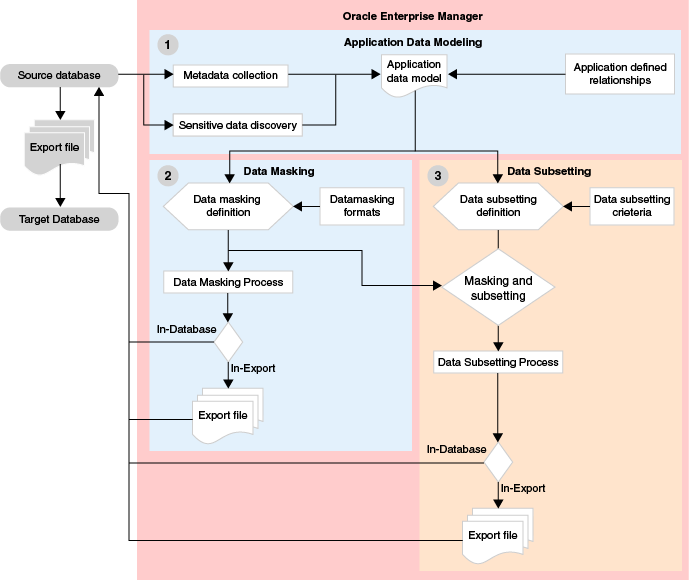 Oracle Enterprise Manager
1
Application Data Modeling
Source database
Metadata collection
Application
data model
Application defined
relationships
Sensitive data discovery
Export file
Target Database
2
Data Masking
Data masking
definition
Datamasking
formats
Data Masking Process
In-Database
In-Export
Export file
3
Data Subsetting
Data subsetting
definition
Data subsetting
crieteria
Masking and
subsetting
Data Subsetting Process
In-Database
In-Export
Export file